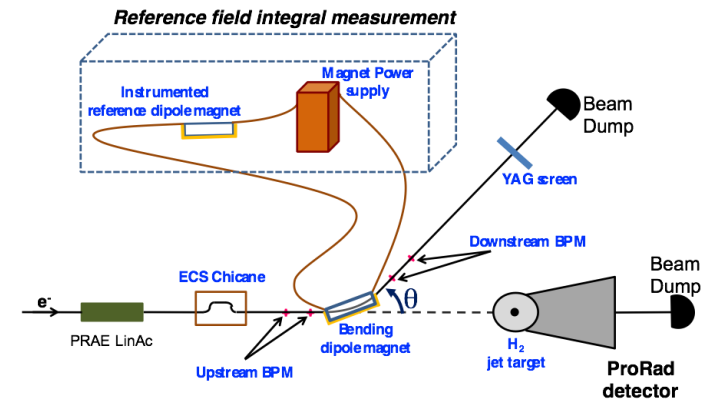 Reference field integral measurement
Magnet Power
supply
Instrumented
reference dipole magnet
Beam
Dump
YAG screen
Downstream BPM
ECS Chicane
Beam
Dump
e-
θ
PRAE LinAc
Bending
dipole magnet
H2
jet target
Upstream BPM
ProRad
detector